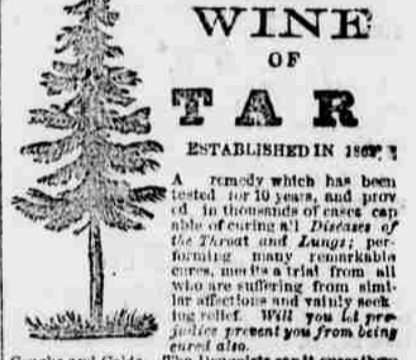 WINE
OF
TAR
ESTABLISHED IN
A remedy which has been
tested for 10 years, and prov
ed in thousands of cases cap
able of curing all Diseases of
the Throat and Lungs; per-
forming many remarkable
cures, merits a trial from all
who are suffering from simi-
lar affections and vainly seek
ing relief. Will you let pre-
judice prevent you from being
cured also.